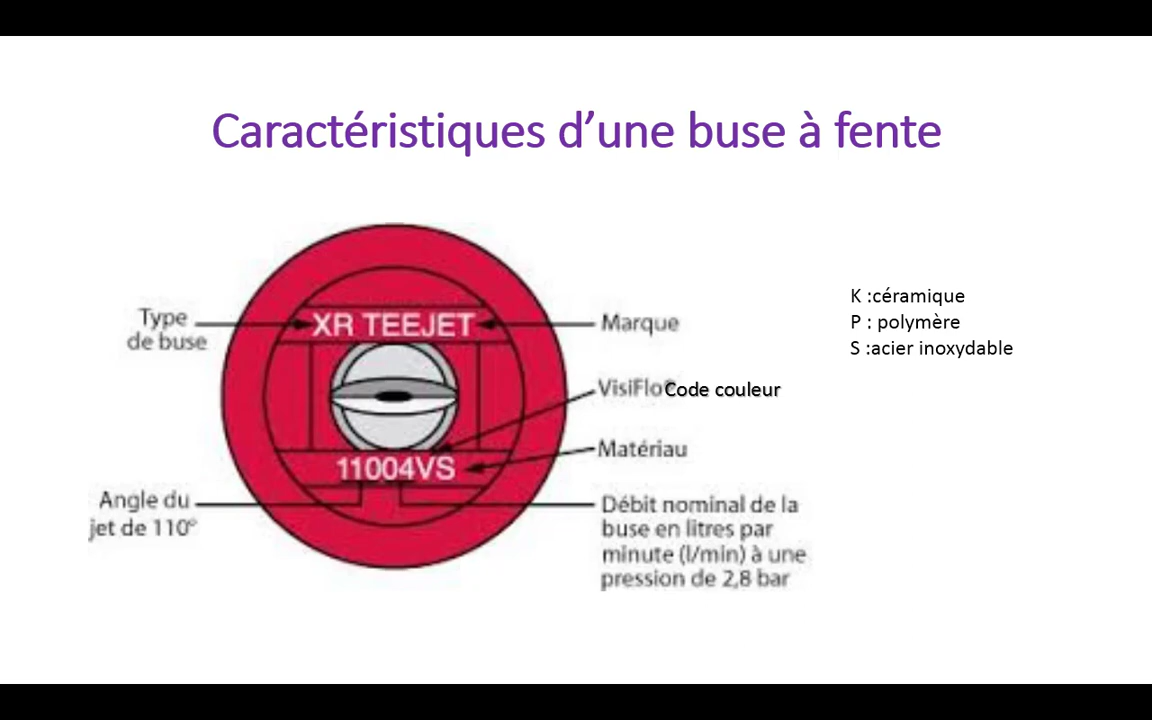 Caractéristiques d’une buse à fente
Type
de buse
XR TEEJET
Marque
K :céramique
P : polymère
S :acier inoxydable
VisiFlo
Code couleur
Matériau
11004VS
Angle du
jet de 110°
Débit nominal de la
buse en litres par
minute (l/min) à une
pression de 2,8 bar